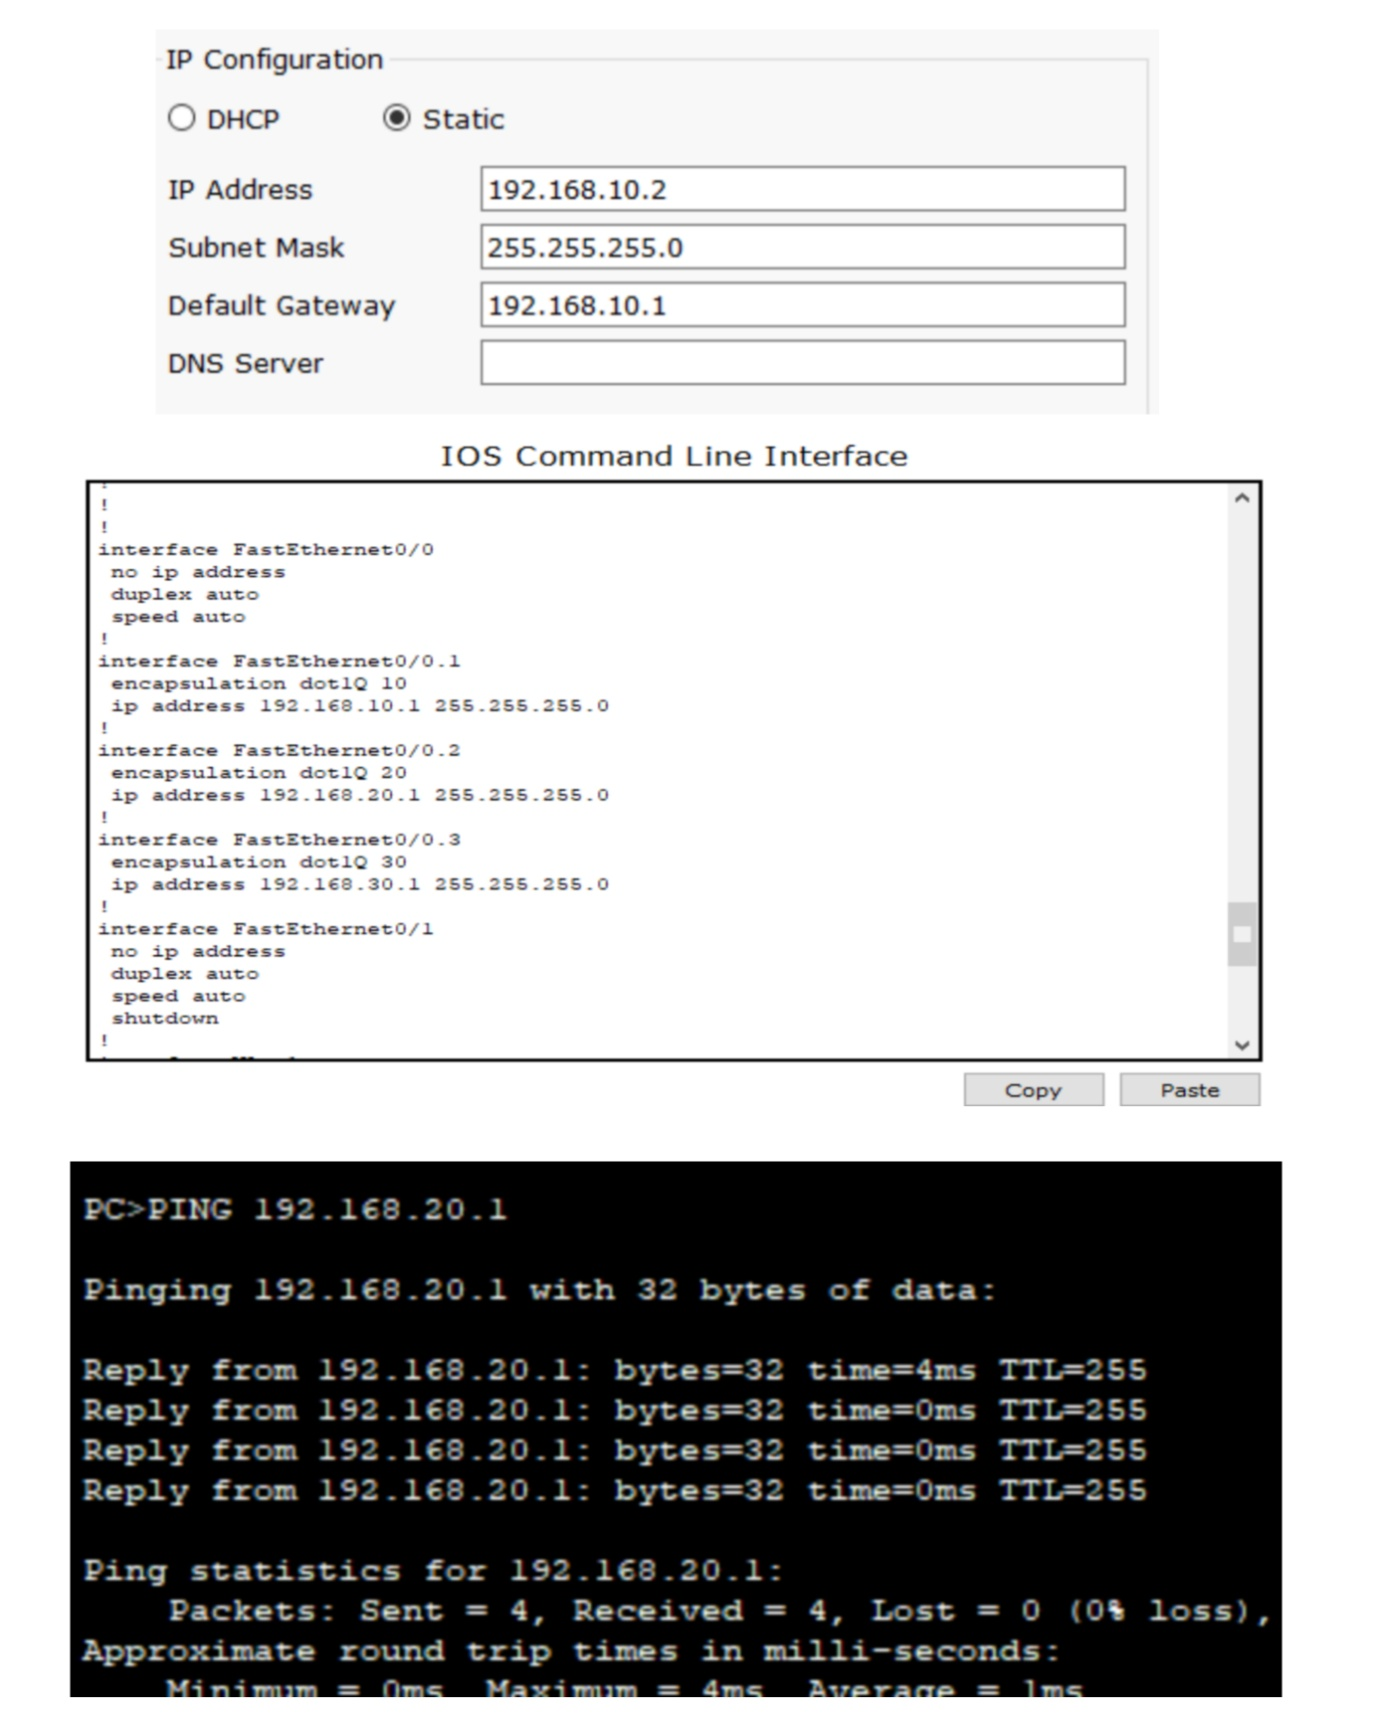 IP Configuration
DHCP Static
IP Address 192.168.10.2
Subnet Mask 255.255.255.0
Default Gateway 192.168.10.1
DNS Server
IOS Command Line Interface
!
!
!
interface FastEthernet0/0
no ip address
duplex auto
speed auto
!
interface FastEthernet0/0.1
encapsulation dot1Q 10
ip address 192.168.10.1 255.255.255.0
!
interface FastEthernet0/0.2
encapsulation dot1Q 20
ip address 192.168.20.1 255.255.255.0
!
interface FastEthernet0/0.3
encapsulation dot1Q 30
ip address 192.168.30.1 255.255.255.0
!
interface FastEthernet0/1
no ip address
duplex auto
speed auto
shutdown
!
Copy Paste
PC>PING 192.168.20.1
Pinging 192.168.20.1 with 32 bytes of data:
Reply from 192.168.20.1: bytes=32 time=4ms TTL=255
Reply from 192.168.20.1: bytes=32 time=0ms TTL=255
Reply from 192.168.20.1: bytes=32 time=0ms TTL=255
Reply from 192.168.20.1: bytes=32 time=0ms TTL=255
Ping statistics for 192.168.20.1:
Packets: Sent = 4, Received = 4, Lost = 0 (0% loss),
Approximate round trip times in milli-seconds:
Minimum = 0ms, Maximum = 4ms, Average = 1ms